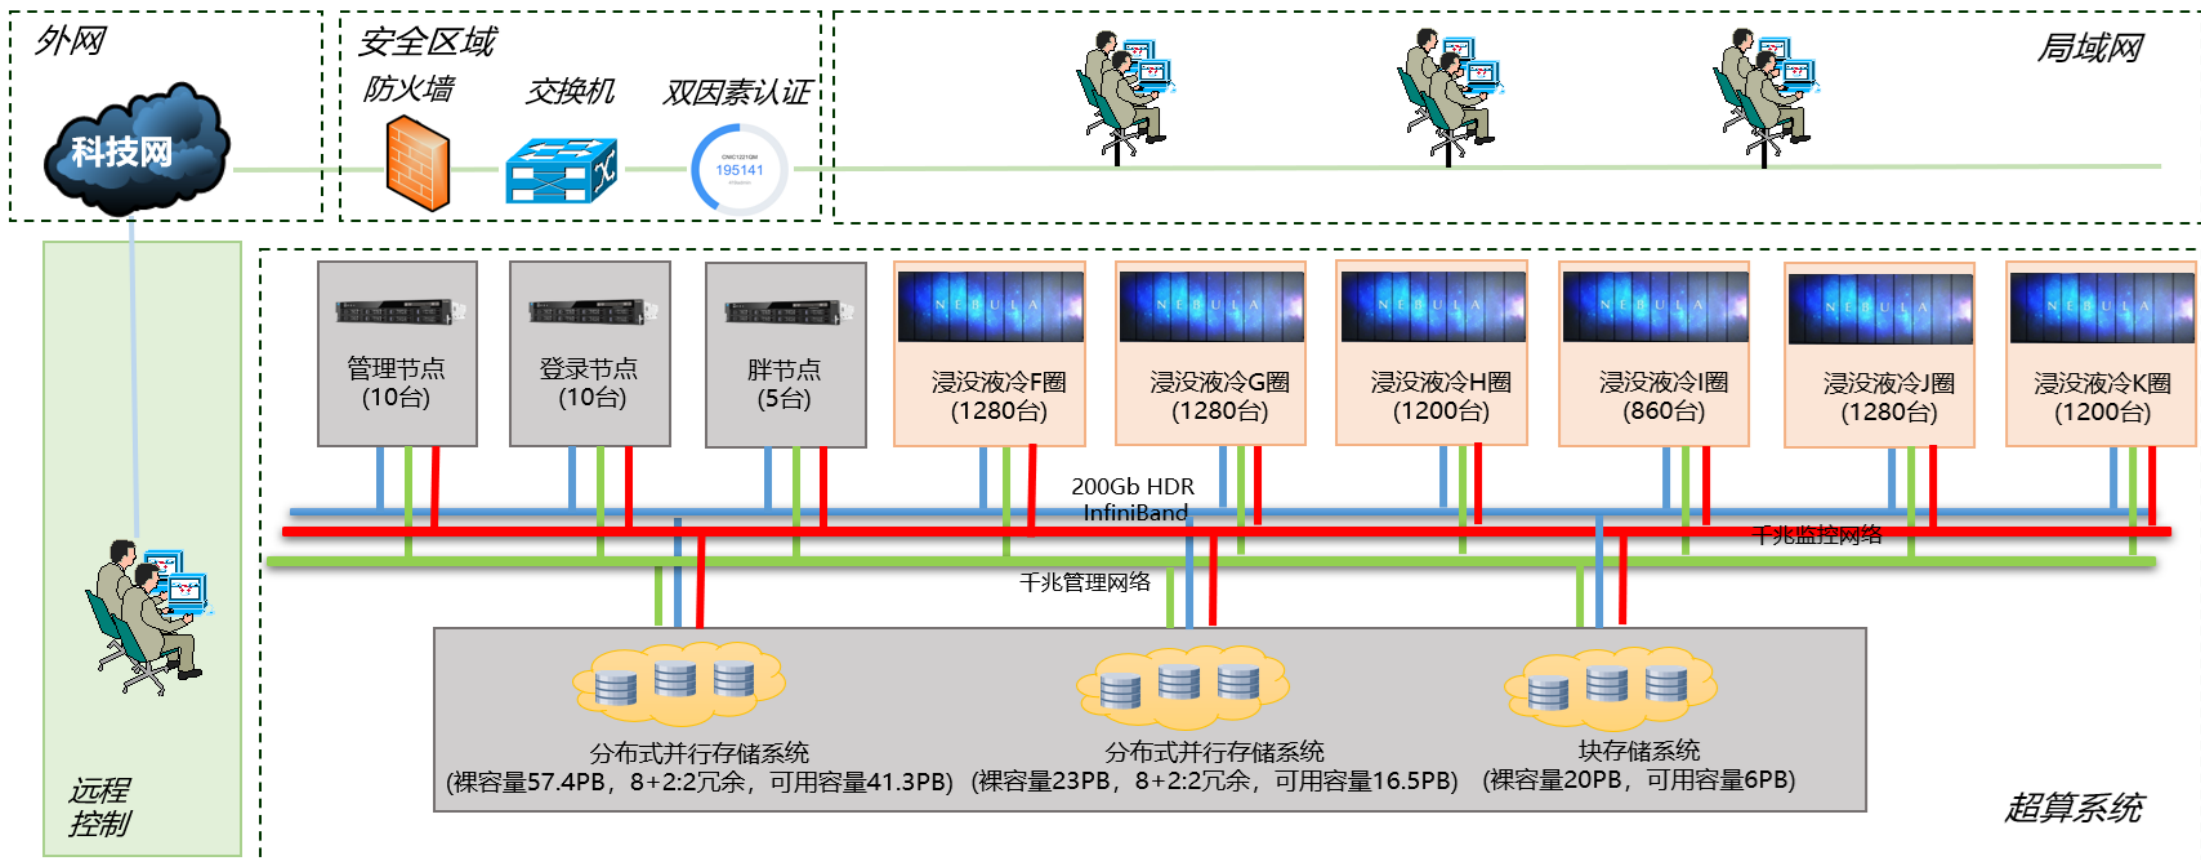 外网
安全区域
局域网
防火墙
交换机
双因素认证
科技网
CNIC1221QM
195141
NEBULA
NEBULA
NEBULA
NEBULA
NEBULA
NEBULA
管理节点
(10台)
登录节点
(10台)
胖节点
(5台)
浸没液冷F圈
(1280台)
浸没液冷G圈
(1280台)
浸没液冷H圈
(1200台)
浸没液冷I圈
(860台)
浸没液冷J圈
(1280台)
浸没液冷K圈
(1200台)
200Gb HDR
InfiniBand
千兆监控网络
千兆管理网络
分布式并行存储系统
(裸容量57.4PB，8+2:2冗余，可用容量41.3PB)
分布式并行存储系统
(裸容量23PB，8+2:2冗余，可用容量16.5PB)
块存储系统
(裸容量20PB，可用容量6PB)
远程
控制
超算系统